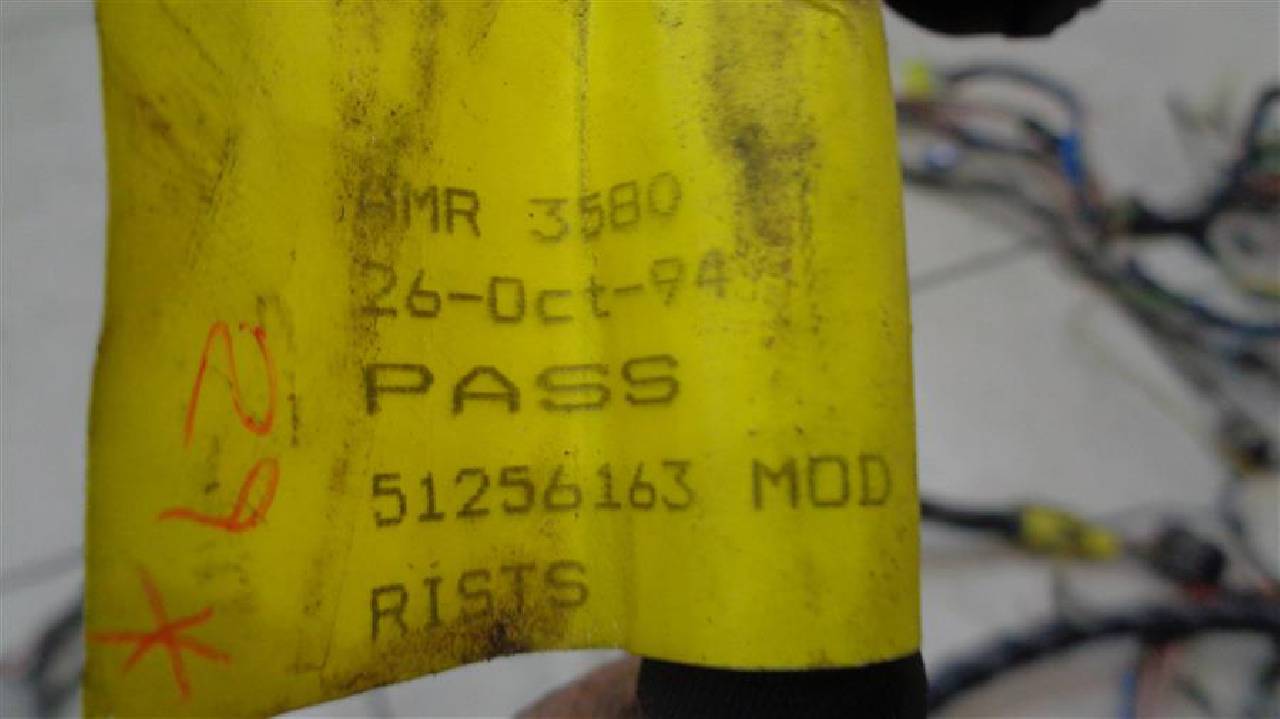 AMR 3580
26-Oct-94
PASS
51256163 MOD
RISTS